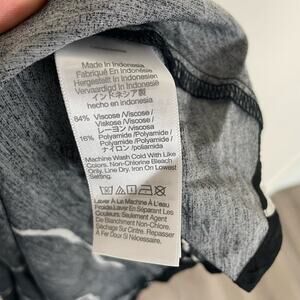 Made In Indonesia
Fabriqué En Indonésie
Hergestellt In Indonesien
Vervaardigd In Indonesien
インドネシア製
hecho en indonesia
84% Viscose /Viscose /
Viskose /Viscose /
レーヨン /viscosa
16% Polyamide /Polyamide /
Polyamide /Polyamide /
ナイロン /poliamida
Machine Wash Cold With Like
Colors. Non-Chlorine Bleach
Only, Line Dry, Iron On Lowest
Setting.
Laver À La Machine À L'eau
Froide.Laver En Séparant Les
Couleurs. Seulement Agent
De Blanchiment Non Chloré.
Séchage Sur Cintre. Repasser
À Fer Doux Si Nécessaire.